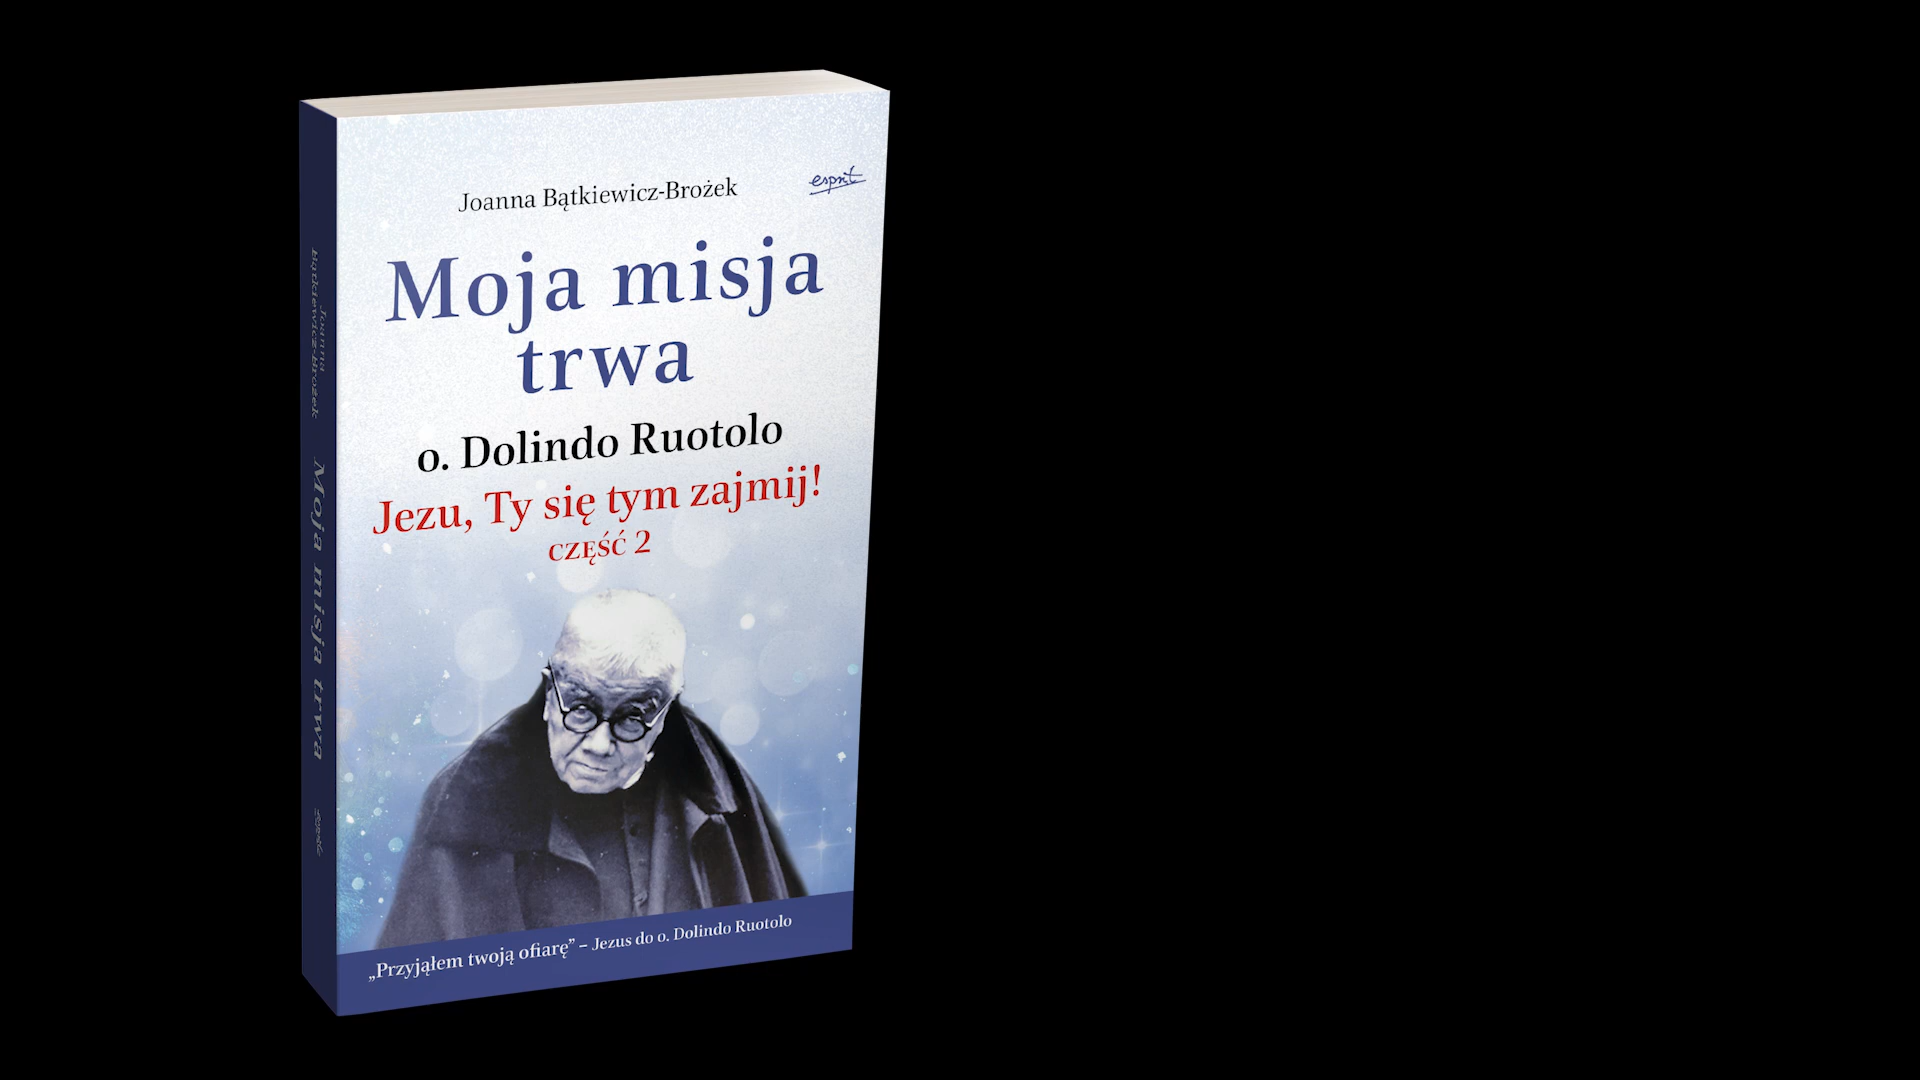 Joanna Bątkiewicz-Brożek
esprit
Moja misja
trwa
o. Dolindo Ruotolo
Jezu, Ty się tym zajmij!
CZĘŚĆ 2
„Przyjąłem twoją ofiarę” – Jezus do o. Dolindo Ruotolo
Joanna
Bątkiewicz-Brożek
Moja misja trwa
esprit